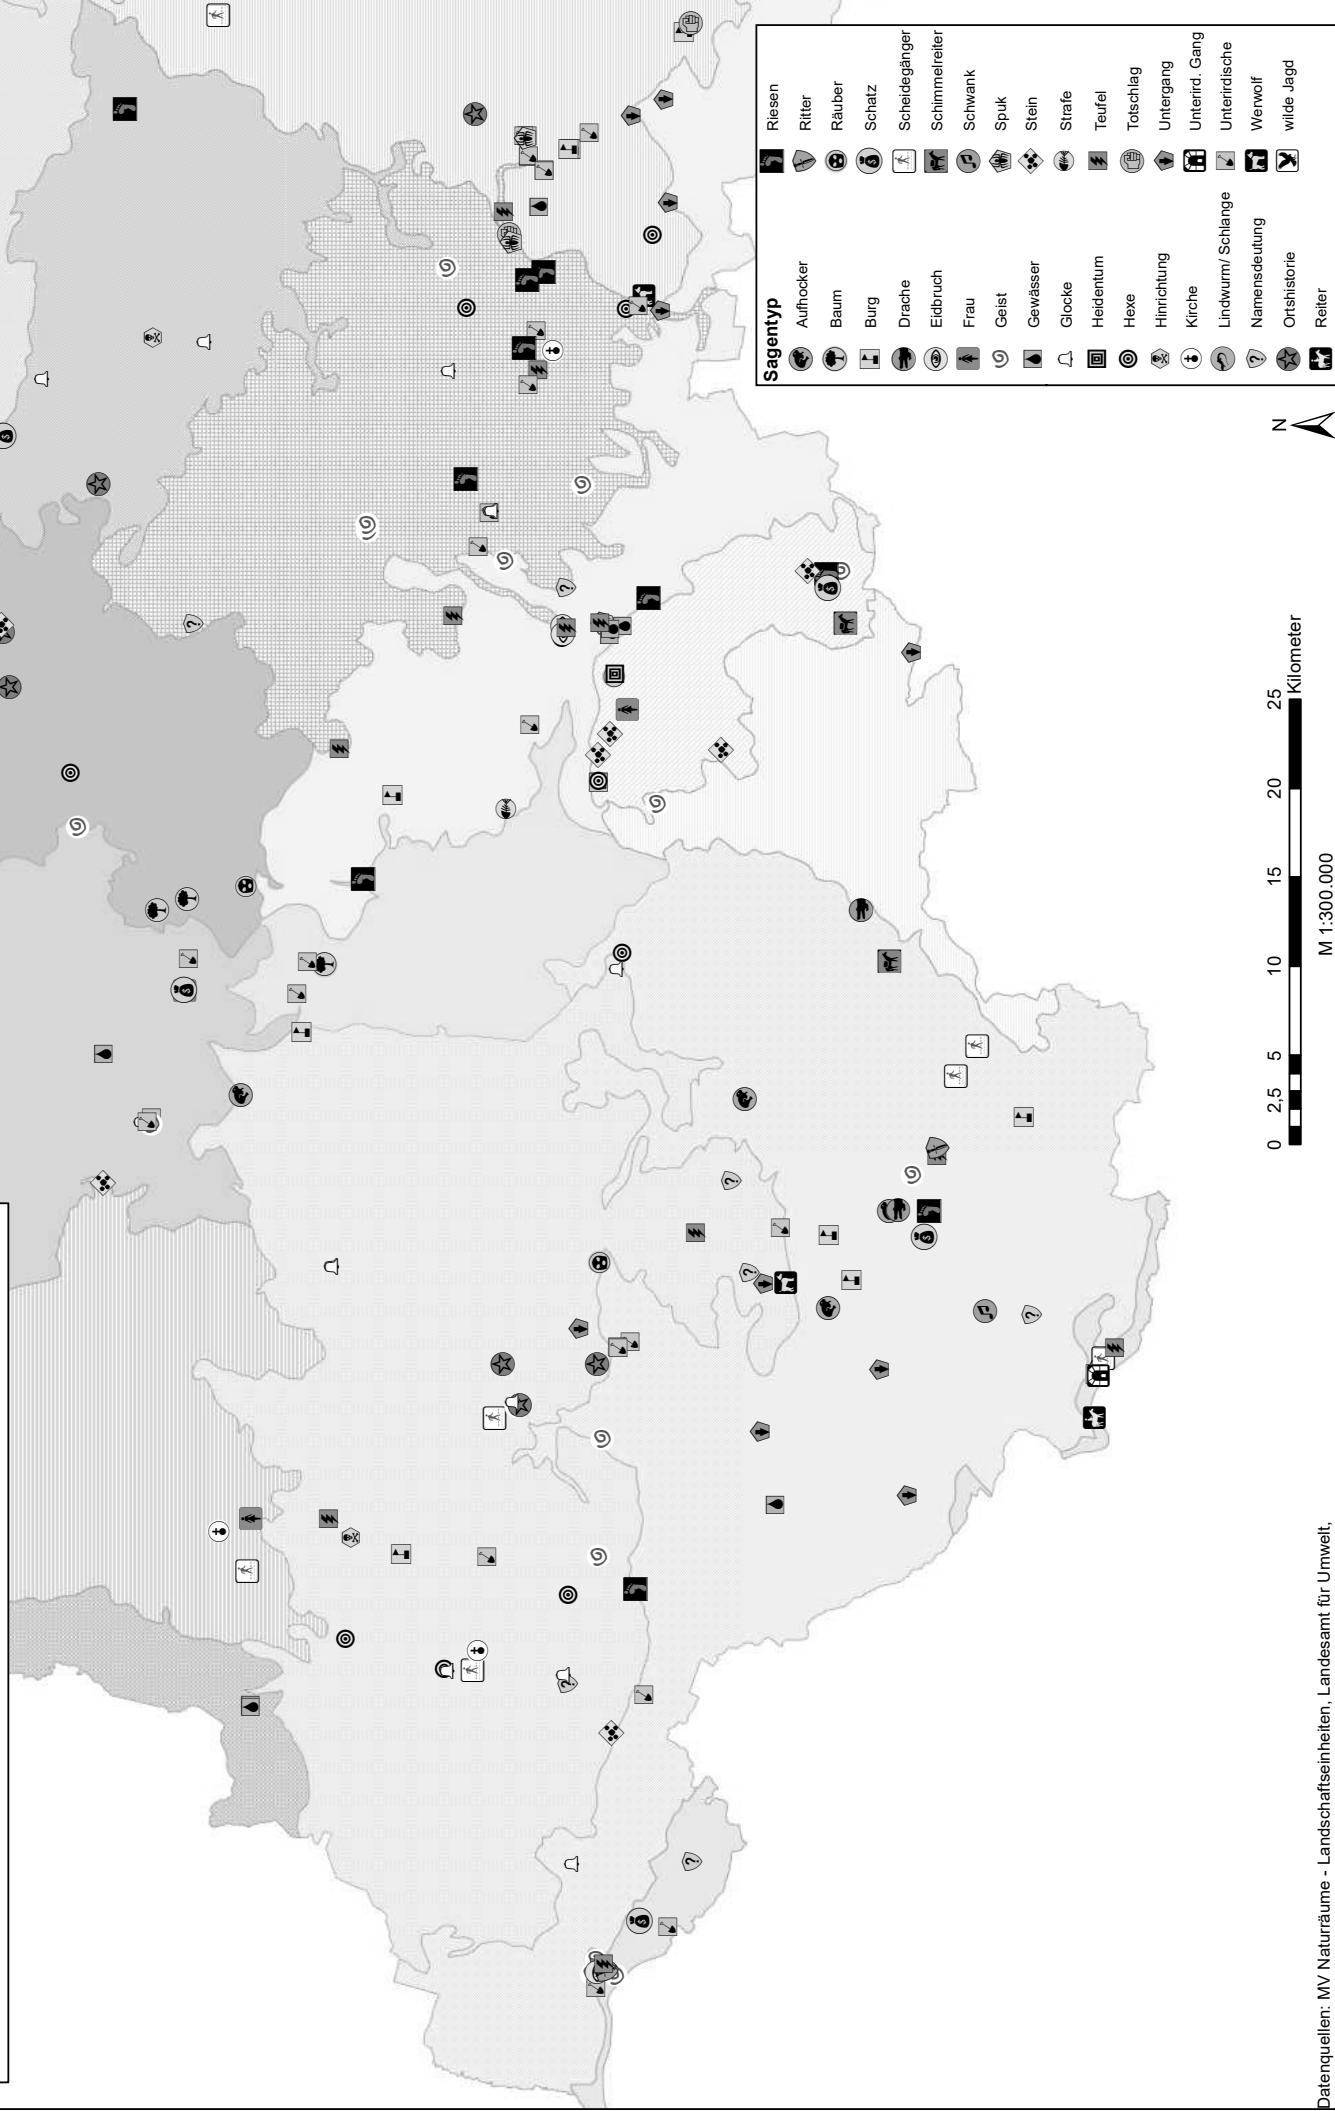 Sagentyp
Aufhocker
Baum
Burg
Drache
Eidbruch
Frau
Geist
Gewässer
Glocke
Heidentum
Hexe
Hinrichtung
Kirche
Lindwurm/ Schlange
Namensdeutung
Ortshistorie
Reiter
Riesen
Ritter
Räuber
Schatz
Scheidegänger
Schimmelreiter
Schwank
Spuk
Stein
Strafe
Teufel
Totschlag
Untergang
Unterird. Gang
Unterirdische
Werwolf
wilde Jagd
N
0 2,5 5 10 15 20 25
Kilometer
M 1:300.000
Datenquellen: MV Naturräume - Landschaftseinheiten, Landesamt für Umwelt,